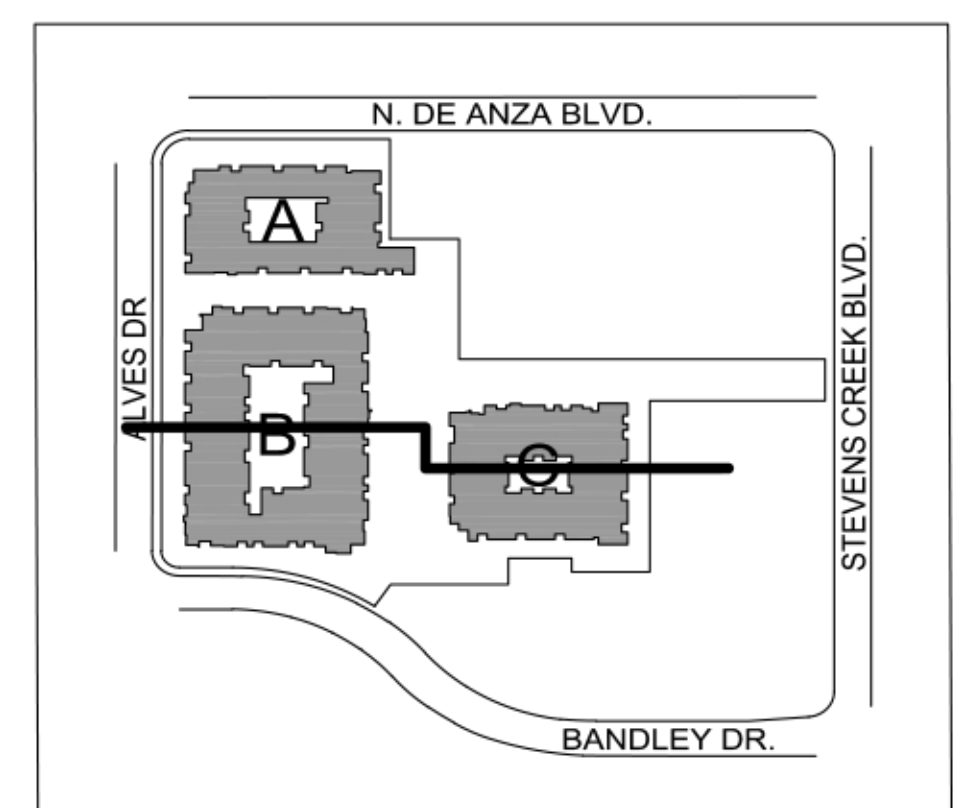 N. DE ANZA BLVD.
A
ALVES DR
STEVENS CREEK BLVD.
B
C
BANDLEY DR.